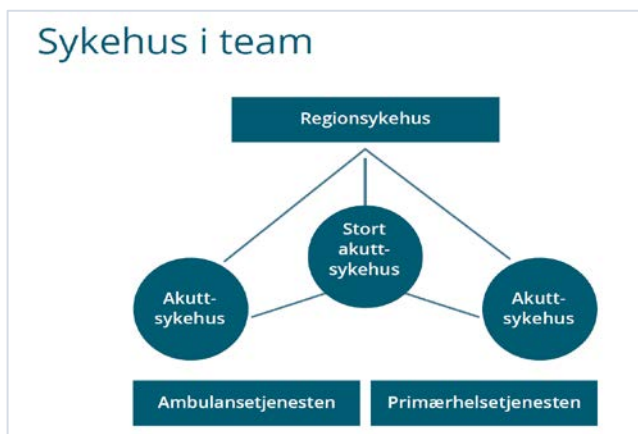 Sykehus i team
Regionsykehus
Stort
akutt-
sykehus
Akutt-
sykehus
Akutt-
sykehus
Ambulansetjenesten
Primærhelsetjenesten